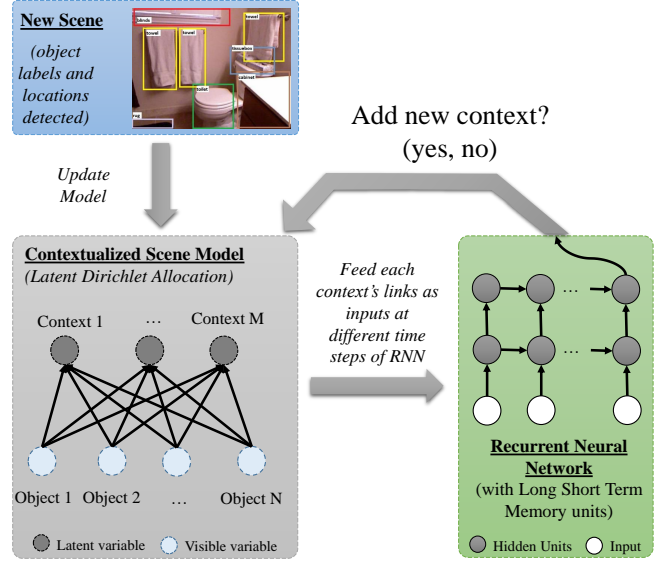 New Scene
(object
labels and
locations
detected)
blinds
towel
towel
towel
tissuebox
cabinet
toilet
rug
Update
Model
Add new context?
(yes, no)
Contextualized Scene Model
(Latent Dirichlet Allocation)
Context 1
...
Context M
Object 1
Object 2
...
Object N
Latent variable
Visible variable
Feed each
context's links as
inputs at
different time
steps of RNN
...
...
Recurrent Neural
Network
(with Long Short Term
Memory units)
Hidden Units
Input